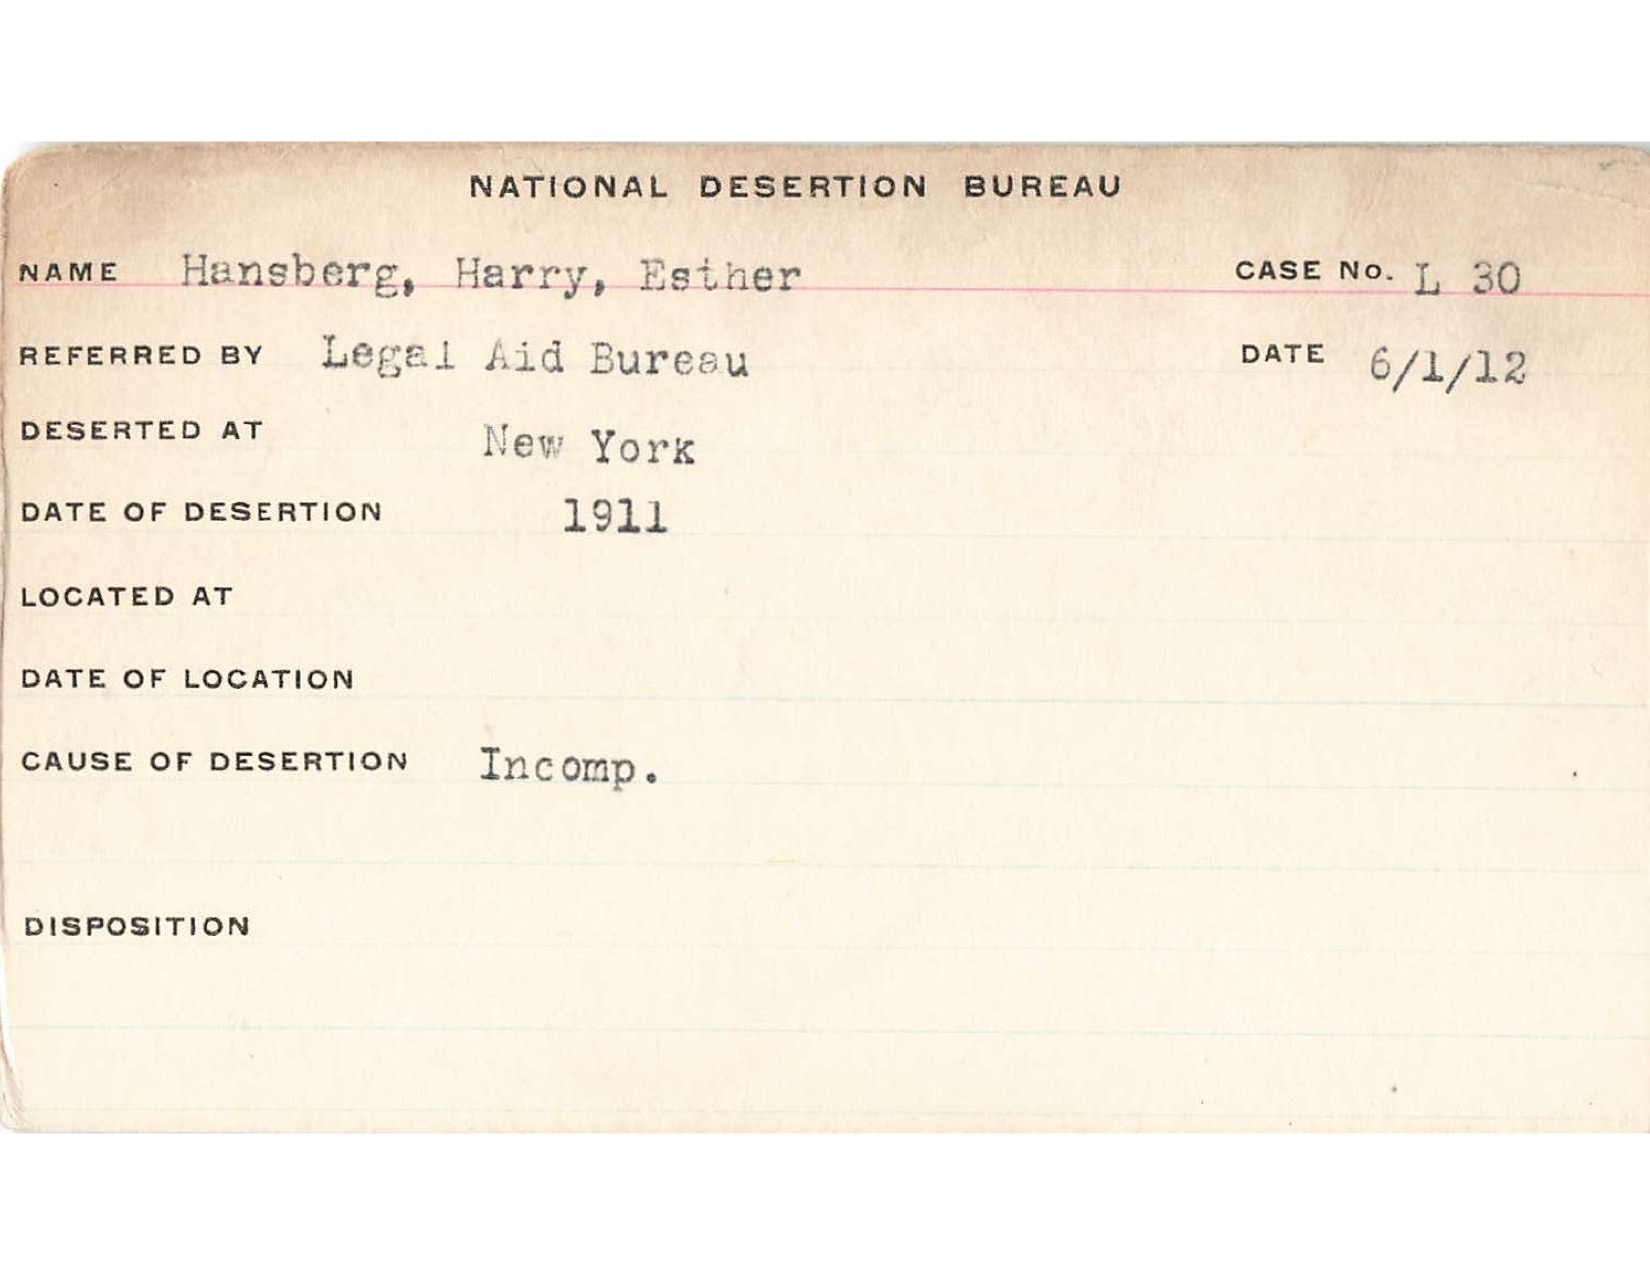 NATIONAL DESERTION BUREAU
NAME Hansberg, Harry, Esther CASE No. L 30
REFERRED BY Legal Aid Bureau DATE 6/1/12
DESERTED AT New York
DATE OF DESERTION 1911
LOCATED AT
DATE OF LOCATION
CAUSE OF DESERTION Incomp.
DISPOSITION